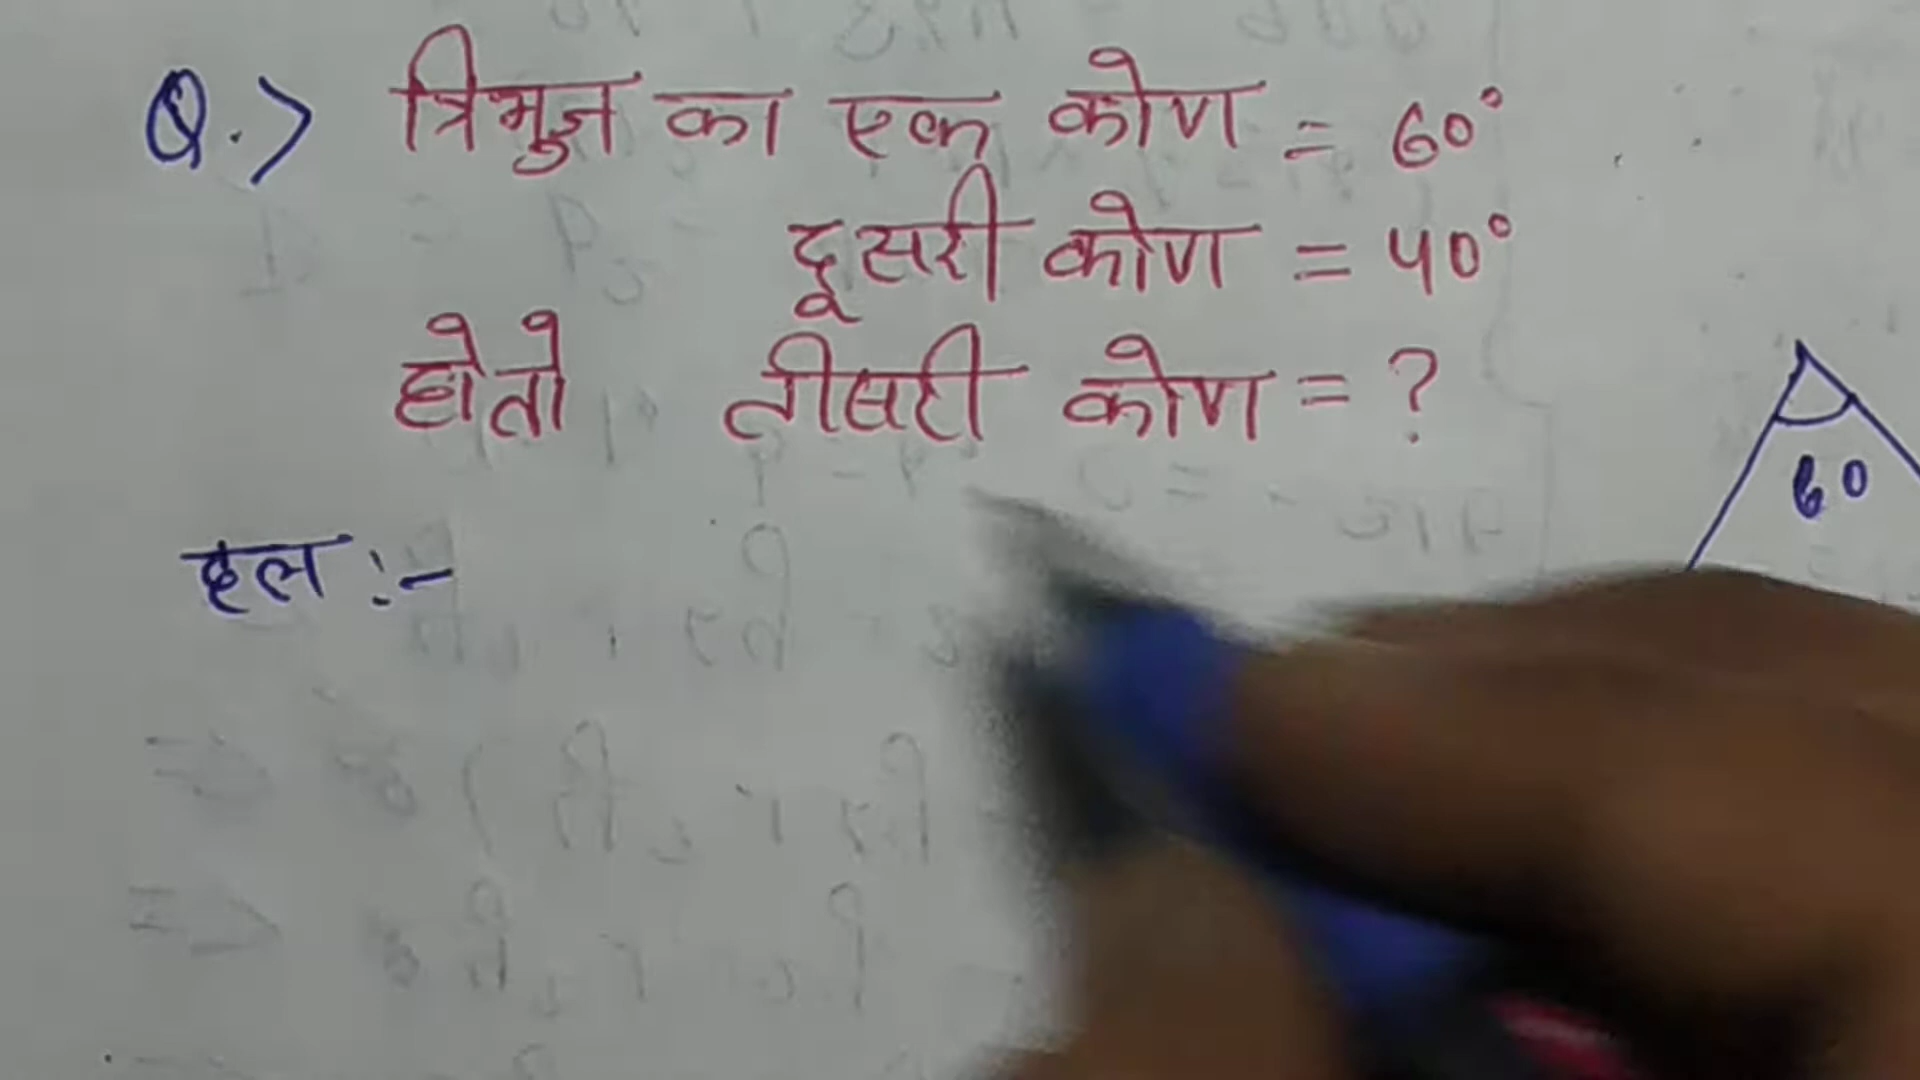 Q.> त्रिभुज का एक कोण = 60°
दूसरी कोण = 40°
होतो तीसरी कोण = ?
60
हल :-